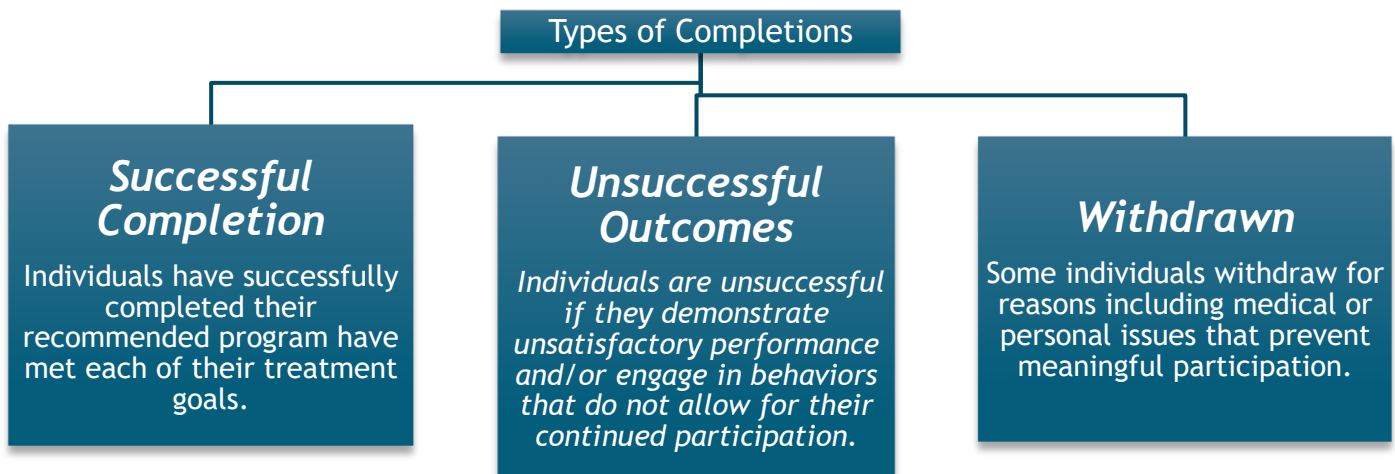 Types of Completions
Successful
Completion
Individuals have successfully
completed their
recommended program have
met each of their treatment
goals.
Unsuccessful
Outcomes
Individuals are unsuccessful
if they demonstrate
unsatisfactory performance
and/or engage in behaviors
that do not allow for their
continued participation.
Withdrawn
Some individuals withdraw for
reasons including medical or
personal issues that prevent
meaningful participation.